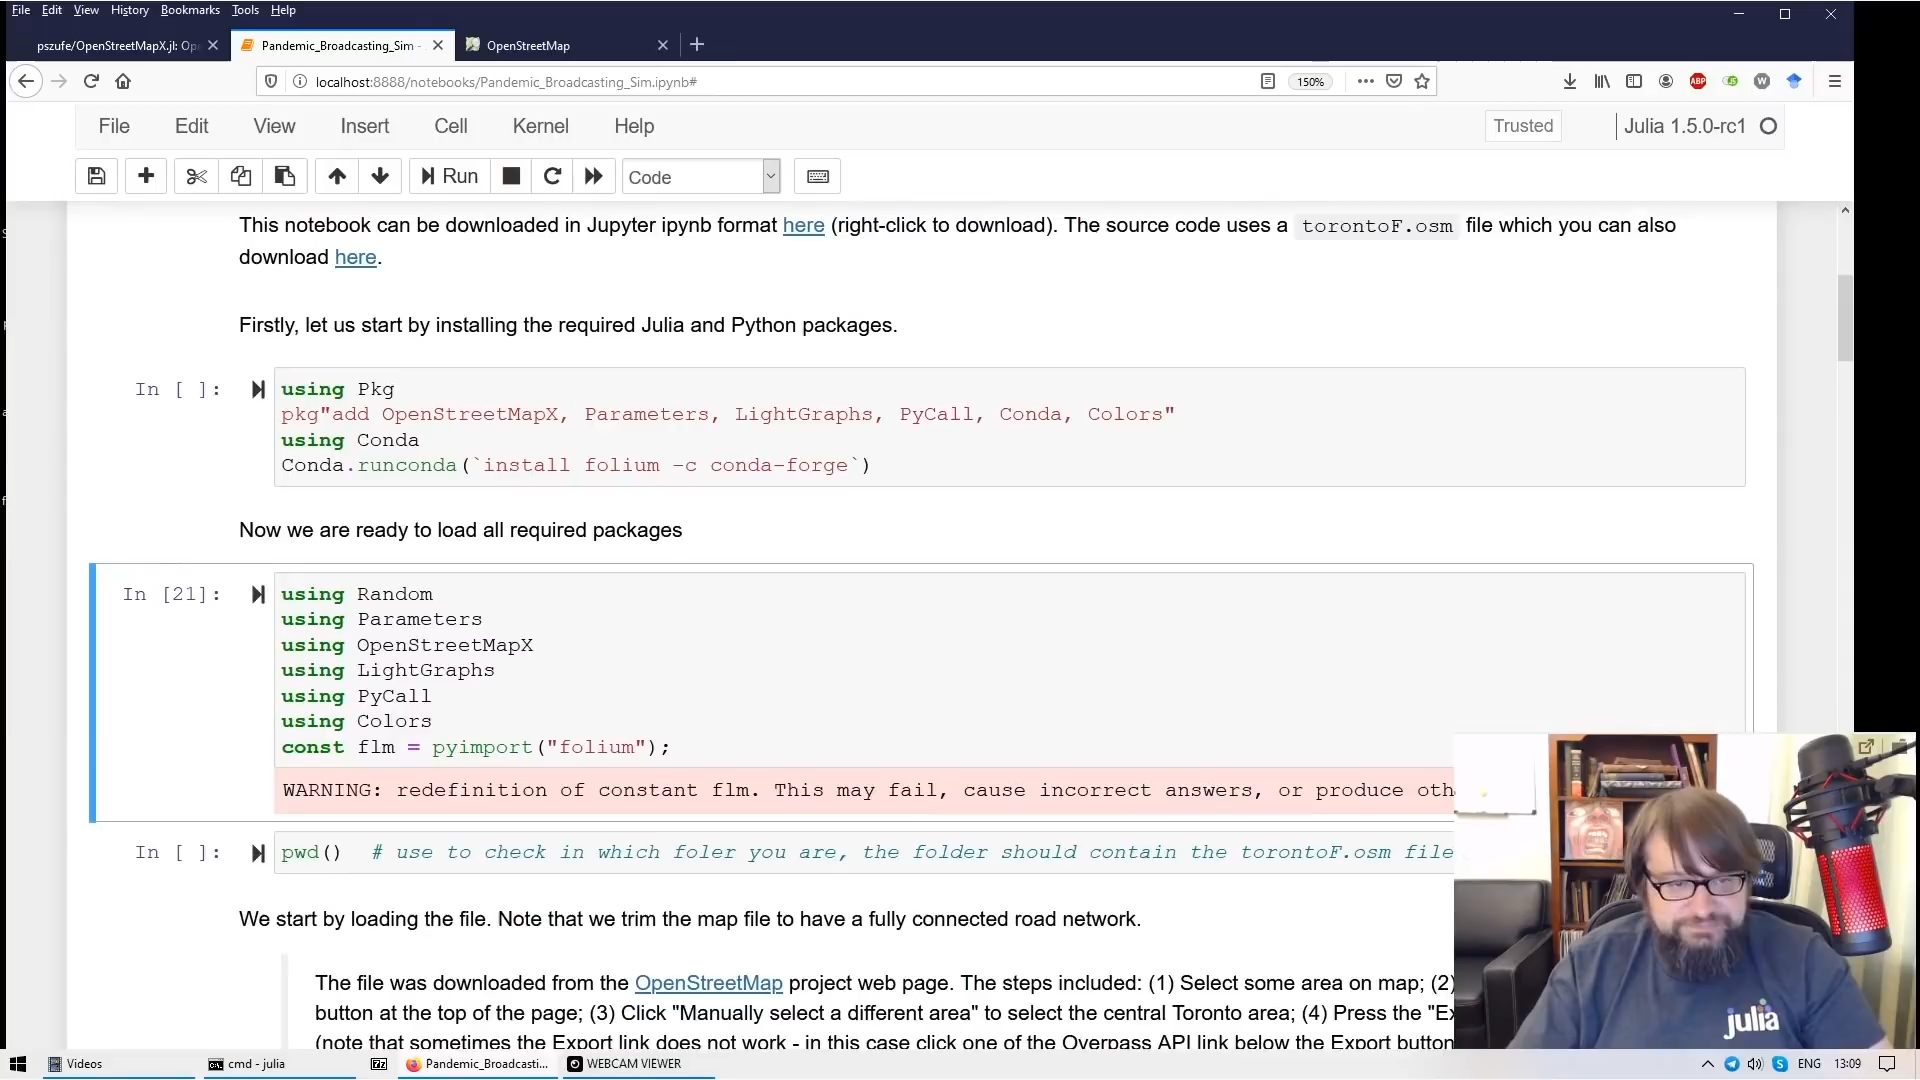 File Edit View History Bookmarks Tools Help
pszufe/OpenStreetMapX.jl: Op
Pandemic_Broadcasting_Sim -
OpenStreetMap
localhost:8888/notebooks/Pandemic_Broadcasting_Sim.ipynb#
150%
ABP
W
File Edit View Insert Cell Kernel Help
Trusted
Julia 1.5.0-rc1
Run
Code
This notebook can be downloaded in Jupyter ipynb format here (right-click to download). The source code uses a torontoF.osm file which you can also
download here.
Firstly, let us start by installing the required Julia and Python packages.
In [ ]:
using Pkg
pkg"add OpenStreetMapX, Parameters, LightGraphs, PyCall, Conda, Colors"
using Conda
Conda.runconda(`install folium -c conda-forge`)
Now we are ready to load all required packages
In [21]:
using Random
using Parameters
using OpenStreetMapX
using LightGraphs
using PyCall
using Colors
const flm = pyimport("folium");
WARNING: redefinition of constant flm. This may fail, cause incorrect answers, or produce oth
In [ ]:
pwd()  # use to check in which foler you are, the folder should contain the torontoF.osm file
We start by loading the file. Note that we trim the map file to have a fully connected road network.
The file was downloaded from the OpenStreetMap project web page. The steps included: (1) Select some area on map; (2)
button at the top of the page; (3) Click "Manually select a different area" to select the central Toronto area; (4) Press the "Ex
(note that sometimes the Export link does not work - in this case click one of the Overpass API link below the Export button
julia
Videos
cmd - julia
Pandemic_Broadcasti...
WEBCAM VIEWER
ENG
13:09